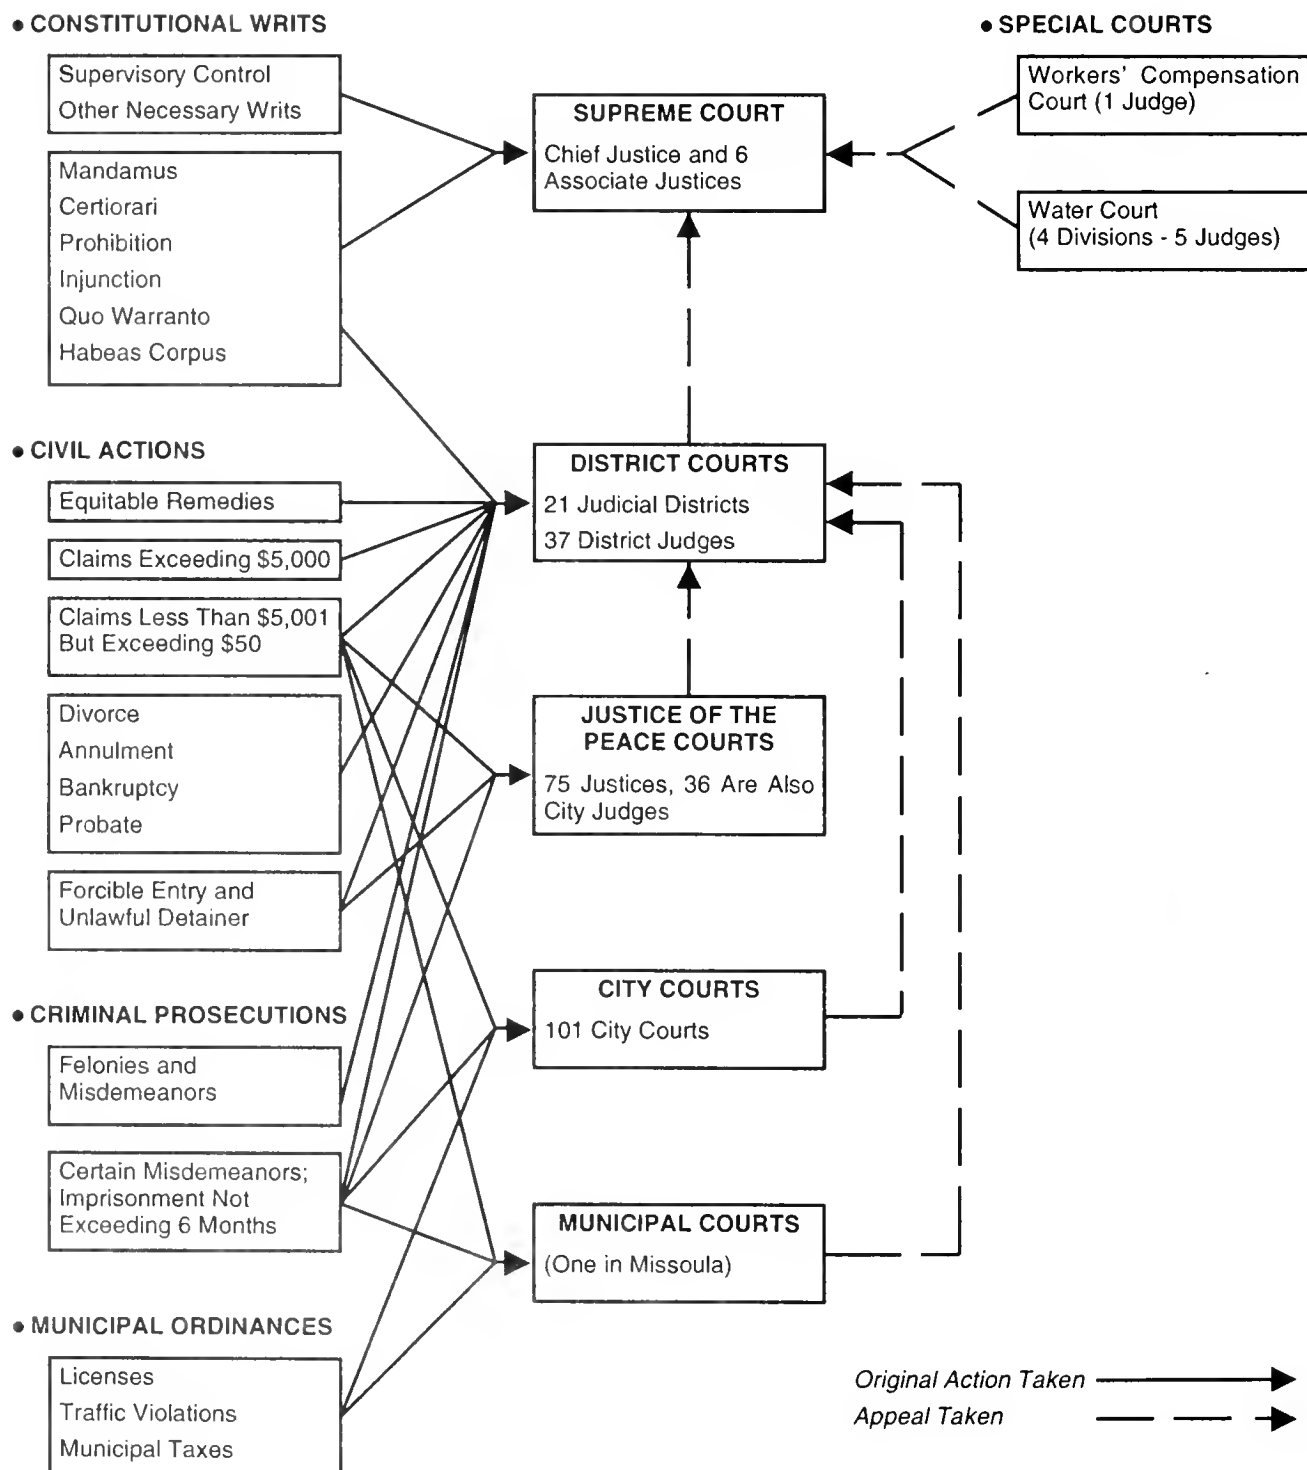 • CONSTITUTIONAL WRITS
Supervisory Control
Other Necessary Writs
Mandamus
Certiorari
Prohibition
Injunction
Quo Warranto
Habeas Corpus
• CIVIL ACTIONS
Equitable Remedies
Claims Exceeding $5,000
Claims Less Than $5,001
But Exceeding $50
Divorce
Annulment
Bankruptcy
Probate
Forcible Entry and
Unlawful Detainer
• CRIMINAL PROSECUTIONS
Felonies and
Misdemeanors
Certain Misdemeanors;
Imprisonment Not
Exceeding 6 Months
• MUNICIPAL ORDINANCES
Licenses
Traffic Violations
Municipal Taxes
SUPREME COURT
Chief Justice and 6
Associate Justices
DISTRICT COURTS
21 Judicial Districts
37 District Judges
JUSTICE OF THE
PEACE COURTS
75 Justices, 36 Are Also
City Judges
CITY COURTS
101 City Courts
MUNICIPAL COURTS
(One in Missoula)
• SPECIAL COURTS
Workers' Compensation
Court (1 Judge)
Water Court
(4 Divisions - 5 Judges)
Original Action Taken
Appeal Taken